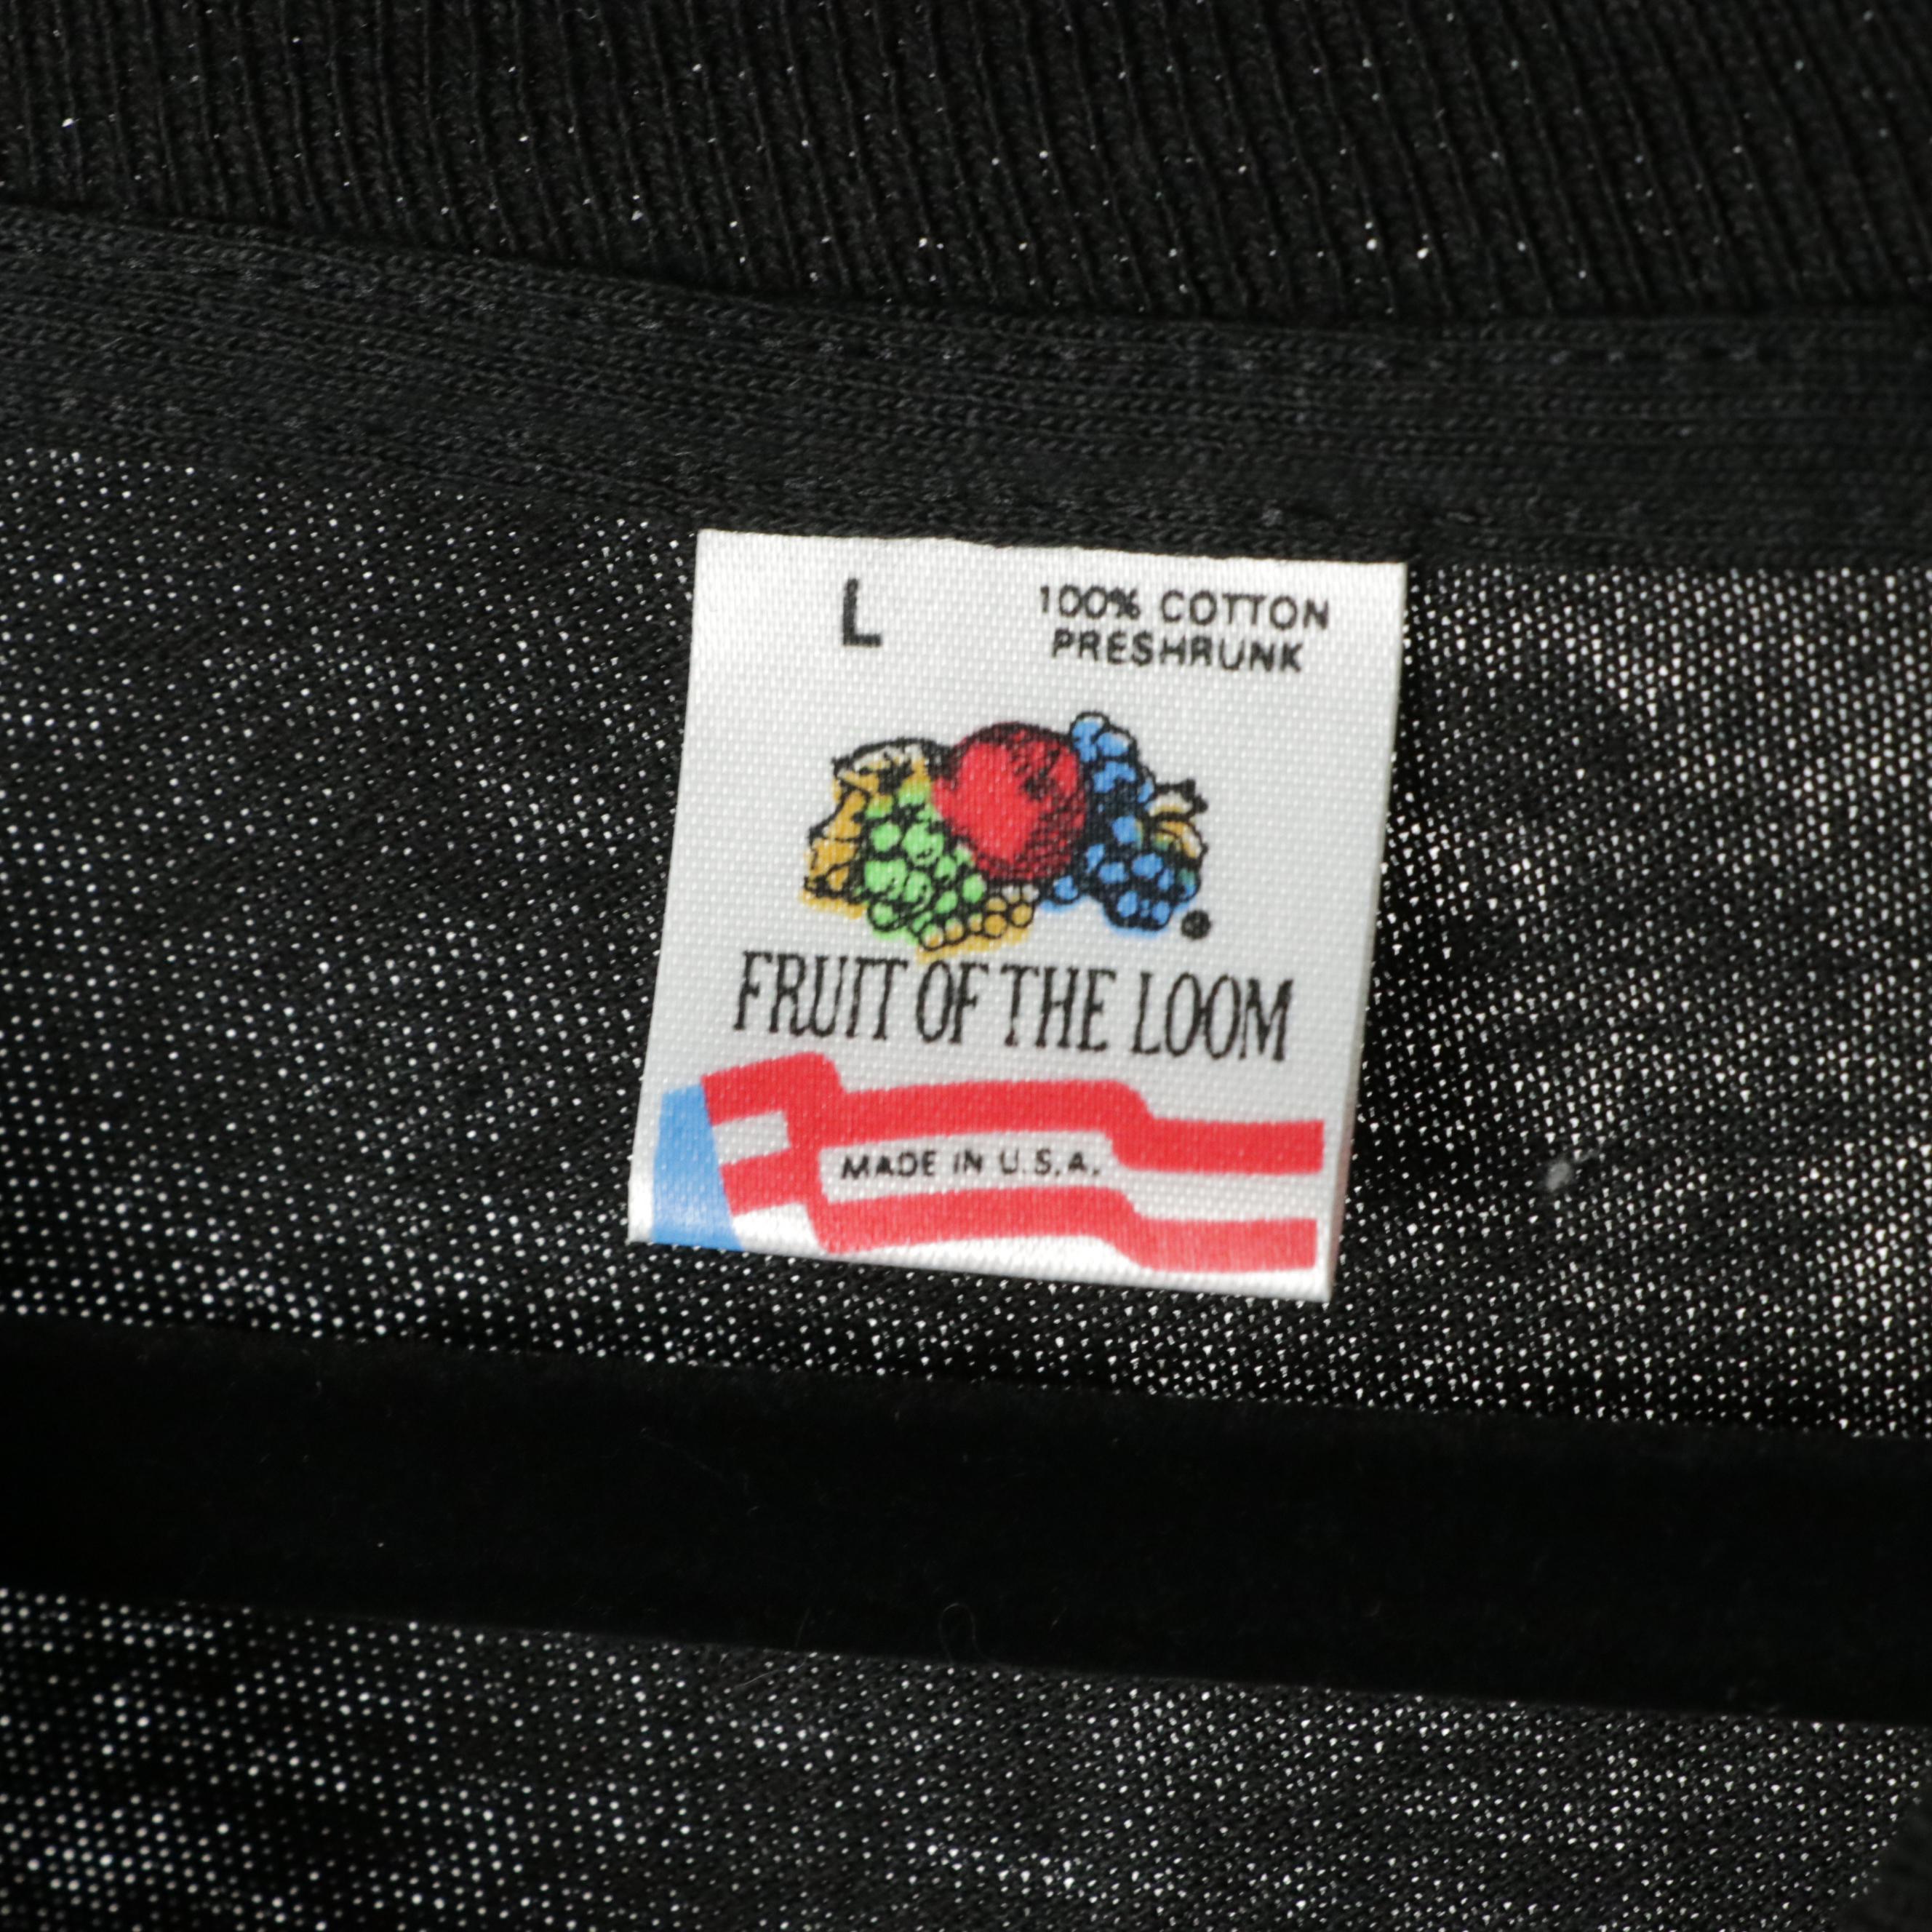 L
100% COTTON
PRESHRUNK
FRUIT OF THE LOOM
MADE IN U.S.A.